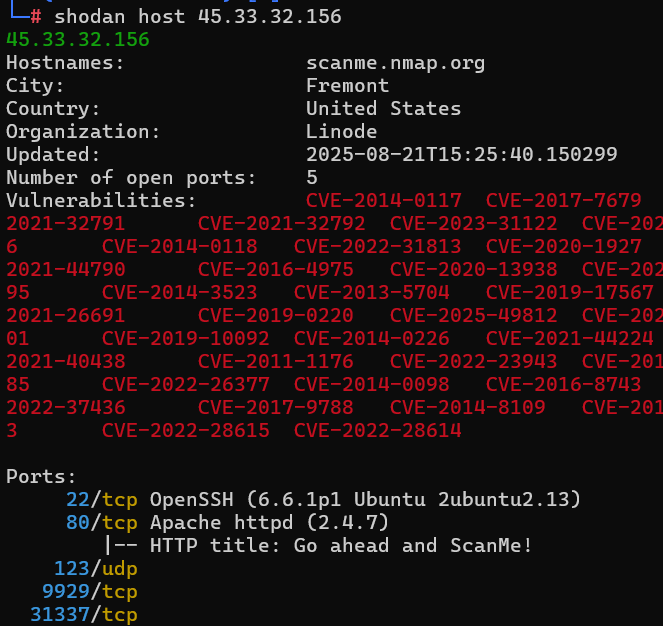 # shodan host 45.33.32.156
45.33.32.156
Hostnames: scanme.nmap.org
City: Fremont
Country: United States
Organization: Linode
Updated: 2025-08-21T15:25:40.150299
Number of open ports: 5
Vulnerabilities: CVE-2014-0117 CVE-2017-7679
2021-32791 CVE-2021-32792 CVE-2023-31122 CVE-202
6 CVE-2014-0118 CVE-2022-31813 CVE-2020-1927
2021-44790 CVE-2016-4975 CVE-2020-13938 CVE-202
95 CVE-2014-3523 CVE-2013-5704 CVE-2019-17567
2021-26691 CVE-2019-0220 CVE-2025-49812 CVE-202
01 CVE-2019-10092 CVE-2014-0226 CVE-2021-44224
2021-40438 CVE-2011-1176 CVE-2022-23943 CVE-201
85 CVE-2022-26377 CVE-2014-0098 CVE-2016-8743
2022-37436 CVE-2017-9788 CVE-2014-8109 CVE-201
3 CVE-2022-28615 CVE-2022-28614
Ports:
22/tcp OpenSSH (6.6.1p1 Ubuntu 2ubuntu2.13)
80/tcp Apache httpd (2.4.7)
|-- HTTP title: Go ahead and ScanMe!
123/udp
9929/tcp
31337/tcp